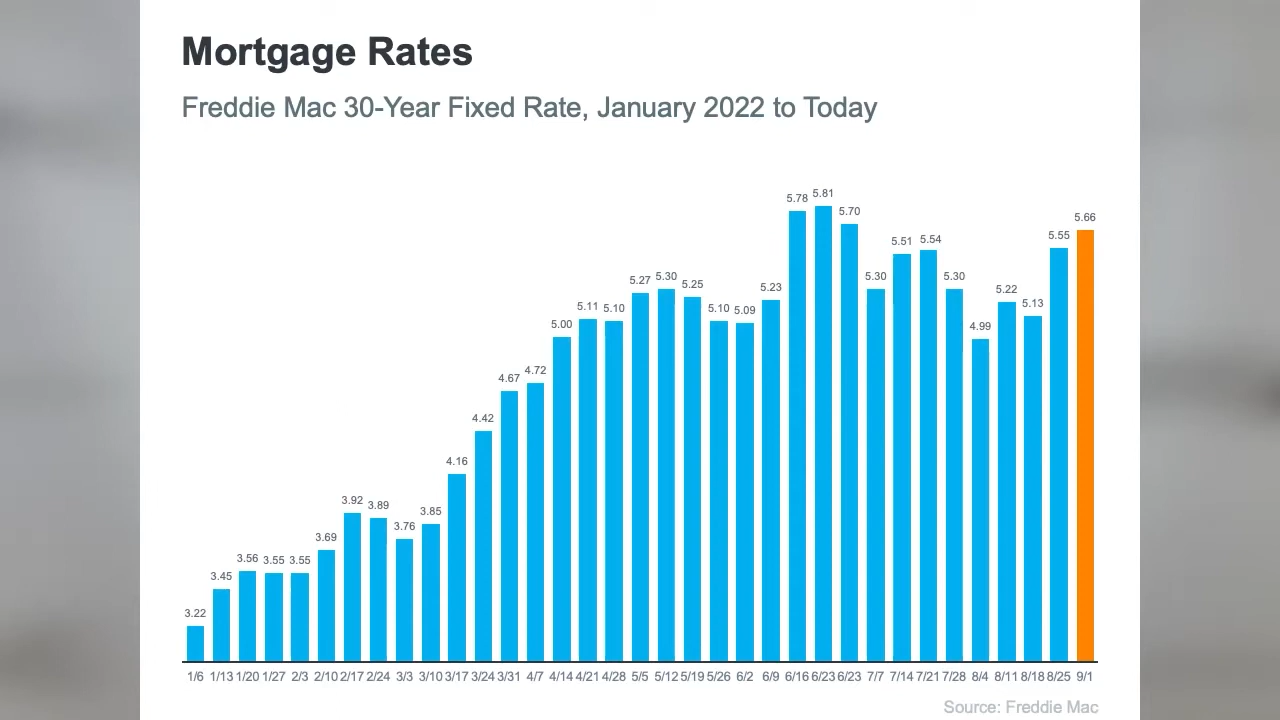 Mortgage Rates
Freddie Mac 30-Year Fixed Rate, January 2022 to Today
3.22 3.45 3.56 3.55 3.55 3.69 3.92 3.89 3.76 3.85 4.16 4.42 4.67 4.72 5.00 5.11 5.10 5.27 5.30 5.25 5.10 5.09 5.23 5.78 5.81 5.70 5.30 5.51 5.54 5.30 4.99 5.22 5.13 5.55 5.66
1/6 1/13 1/20 1/27 2/3 2/10 2/17 2/24 3/3 3/10 3/17 3/24 3/31 4/7 4/14 4/21 4/28 5/5 5/12 5/19 5/26 6/2 6/9 6/16 6/23 6/23 7/7 7/14 7/21 7/28 8/4 8/11 8/18 8/25 9/1
Source: Freddie Mac